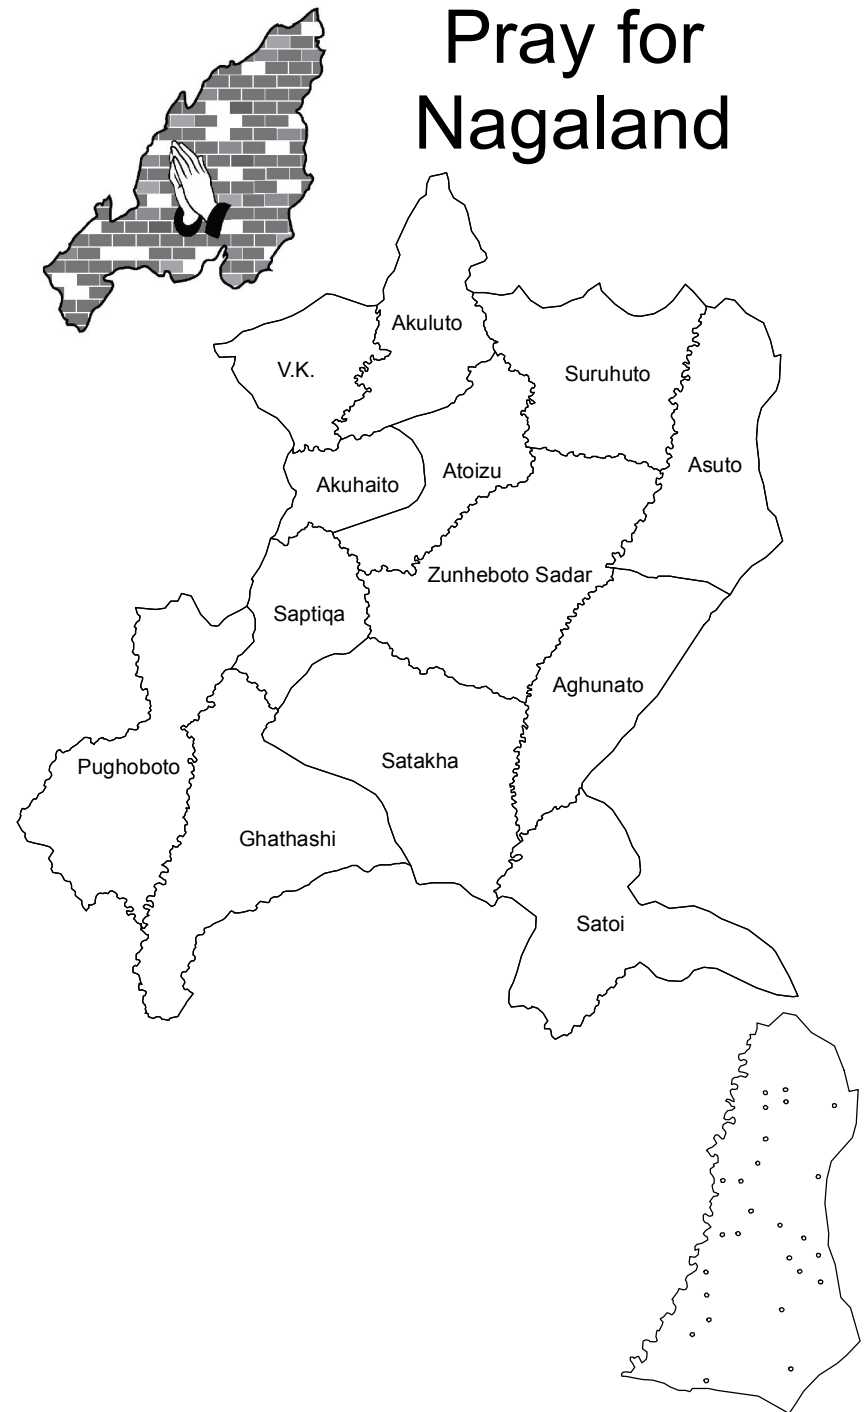 Pray for
Nagaland
Akuluto
V.K.
Suruhuto
Asuto
Atoizu
Akuhaito
Zunheboto Sadar
Saptiqa
Aghunato
Satakha
Pughoboto
Ghathashi
Satoi